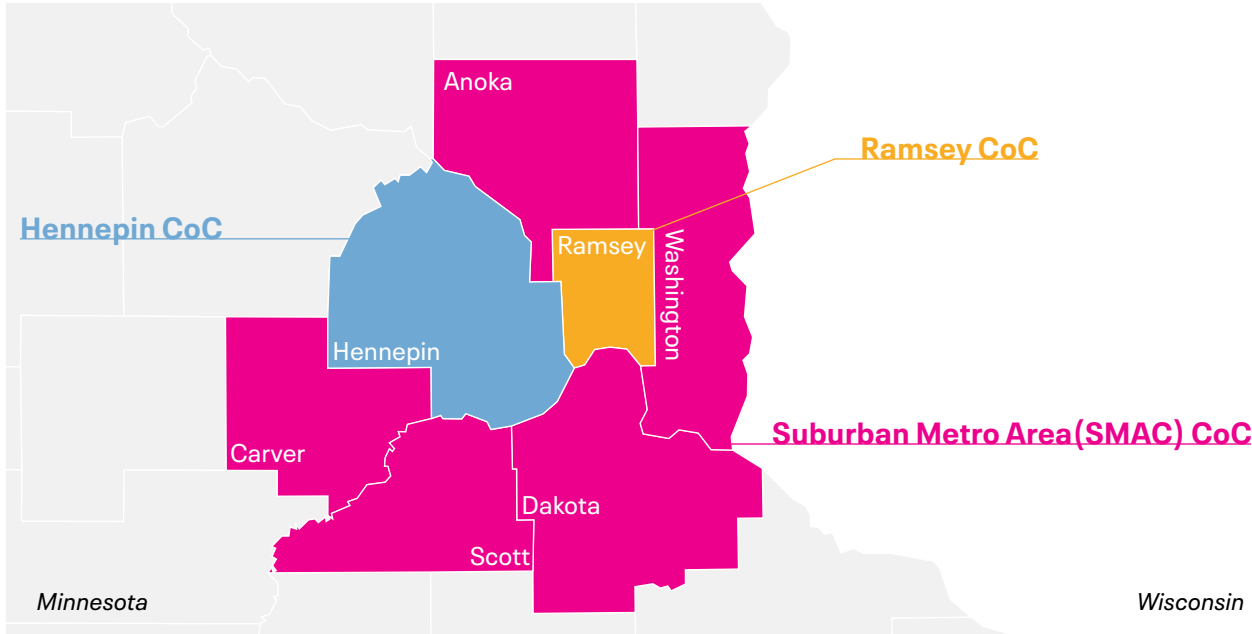 Anoka
Ramsey CoC
Hennepin CoC
Ramsey
Washington
Hennepin
Suburban Metro Area(SMAC) CoC
Carver
Dakota
Scott
Minnesota
Wisconsin